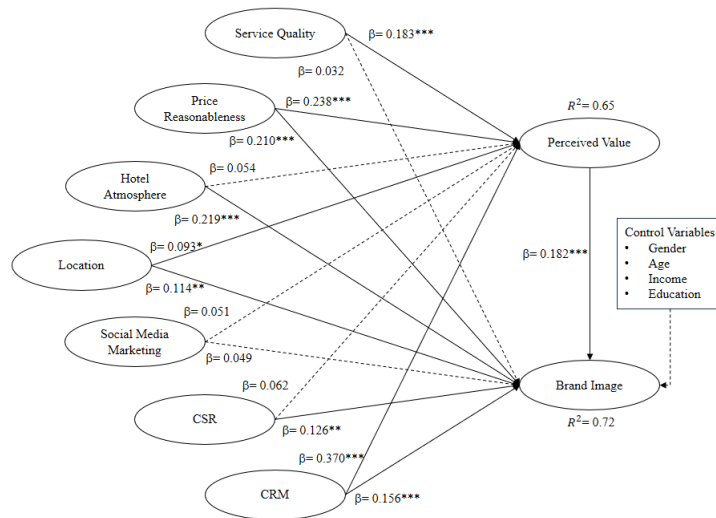 Service Quality
β= 0.183***
β= 0.032
Price
Reasonableness
β= 0.238***
β= 0.210***
R²= 0.65
Perceived Value
Hotel
Atmosphere
β= 0.054
β= 0.219***
Location
β= 0.093*
β= 0.114**
β= 0.182***
Control Variables
• Gender
• Age
• Income
• Education
Social Media
Marketing
β= 0.051
β= 0.049
β= 0.062
Brand Image
R²= 0.72
CSR
β= 0.126**
β= 0.370***
CRM
β= 0.156***